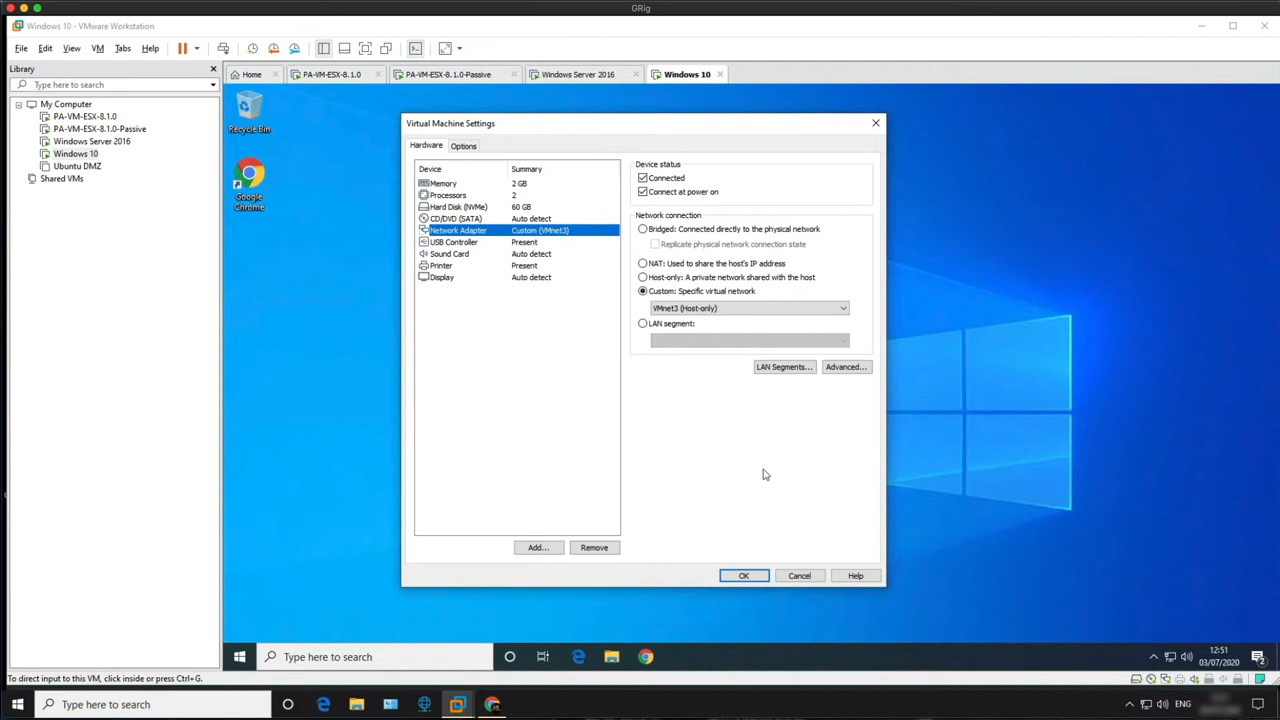 GRig
Windows 10 - VMware Workstation
File Edit View VM Tabs Help
Library
Type here to search
My Computer
PA-VM-ESX-8.1.0
PA-VM-ESX-8.1.0-Passive
Windows Server 2016
Windows 10
Ubuntu DMZ
Shared VMs
Home PA-VM-ESX-8.1.0 PA-VM-ESX-8.1.0-Passive Windows Server 2016 Windows 10
Recycle Bin
Google
Chrome
Virtual Machine Settings
Hardware Options
Device Summary
Memory 2 GB
Processors 2
Hard Disk (NVMe) 60 GB
CD/DVD (SATA) Auto detect
Network Adapter Custom (VMnet3)
USB Controller Present
Sound Card Auto detect
Printer Present
Display Auto detect
Add... Remove
Device status
Connected
Connect at power on
Network connection
Bridged: Connected directly to the physical network
Replicate physical network connection state
NAT: Used to share the host's IP address
Host-only: A private network shared with the host
Custom: Specific virtual network
VMnet3 (Host-only)
LAN segment:
LAN Segments... Advanced...
OK Cancel Help
Type here to search
12:51
03/07/2020
2
To direct input to this VM, click inside or press Ctrl+G.
Type here to search
ENG